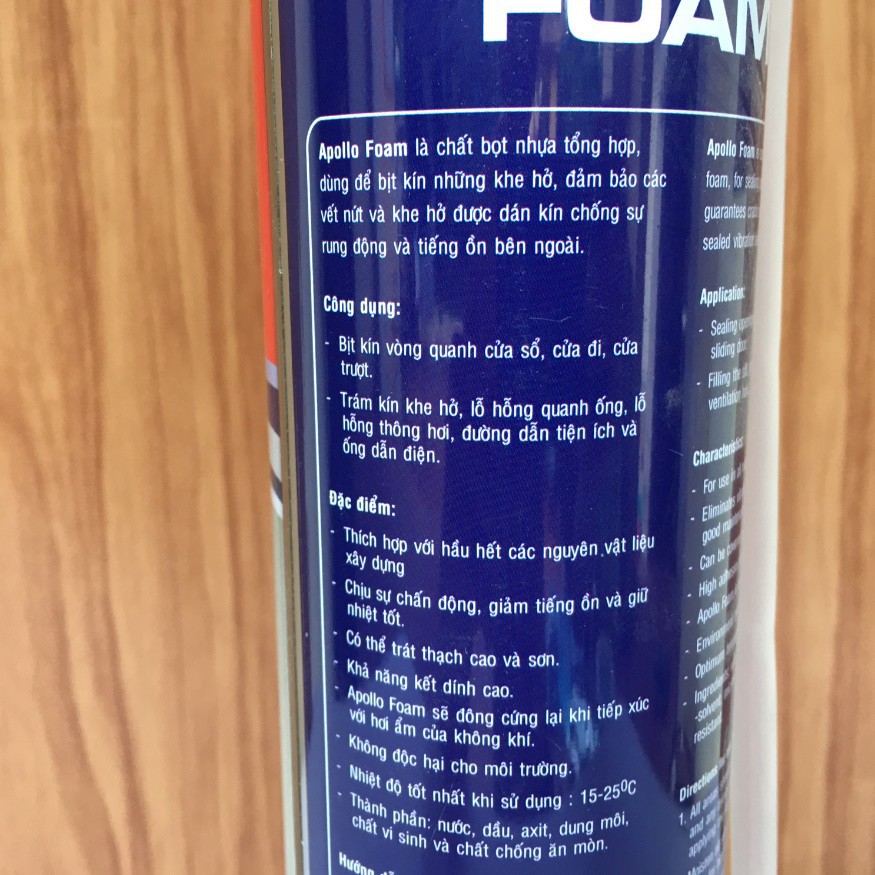 FOAM
Apollo Foam là chất bọt nhựa tổng hợp,
dùng để bịt kín những khe hở, đảm bảo các
vết nứt và khe hở được dán kín chống sự
rung động và tiếng ồn bên ngoài.
Công dụng:
- Bịt kín vòng quanh cửa sổ, cửa đi, cửa
trượt.
- Trám kín khe hở, lỗ hỗng quanh ống, lỗ
hỗng thông hơi, đường dẫn tiện ích và
ống dẫn điện.
Đặc điểm:
- Thích hợp với hầu hết các nguyên vật liệu
xây dựng
- Chịu sự chấn động, giảm tiếng ồn và giữ
nhiệt tốt.
- Có thể trát thạch cao và sơn.
- Khả năng kết dính cao.
- Apollo Foam sẽ đông cứng lại khi tiếp xúc
với hơi ẩm của không khí.
- Không độc hại cho môi trường.
- Nhiệt độ tốt nhất khi sử dụng : 15-25⁰C
- Thành phần: nước, dầu, axit, dung môi,
chất vi sinh và chất chống ăn mòn.
Hướng
Apollo Foam
foam, for
guarantees
sealed vibration
Application:
- Sealing
sliding
- Filling the
ventilation
Characteristics:
- For use in
- Eliminates
good
- Can be
- High
- Apollo
-
- Optimum
-
resistant
Directions
1. All
and
applying